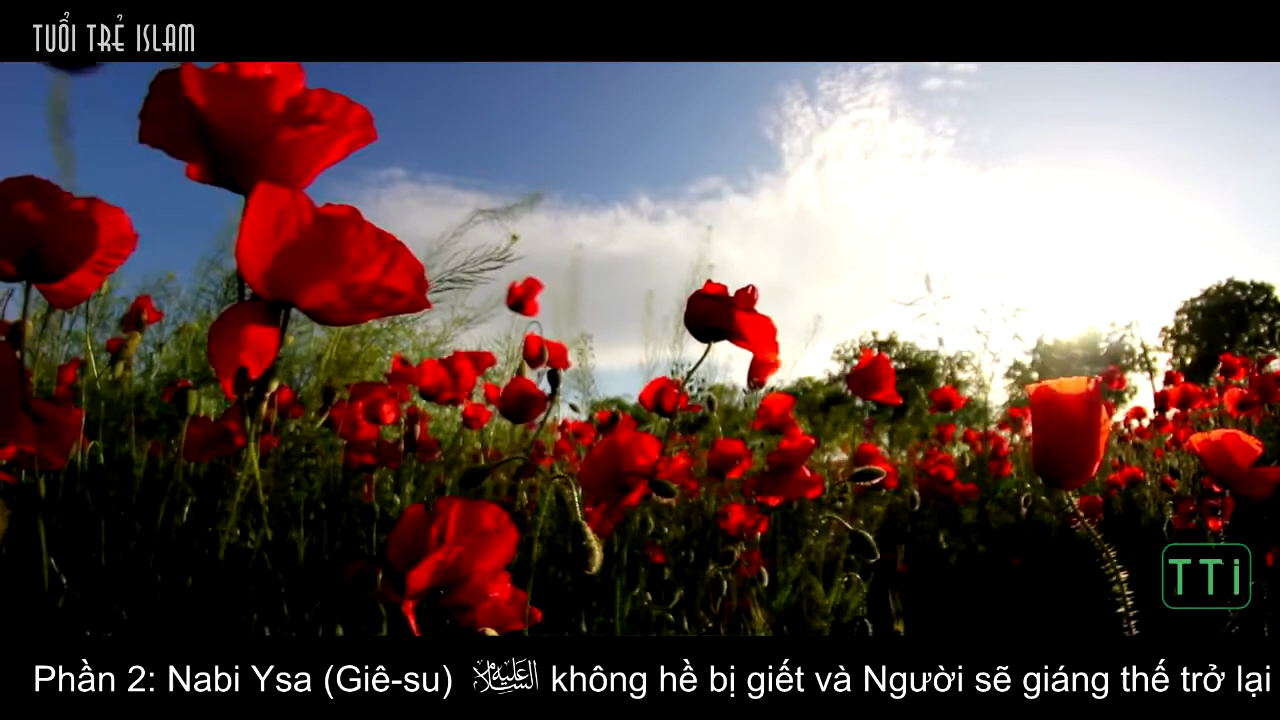 TUỔI TRẺ ISLAM
TTi
Phần 2: Nabi Ysa (Giê-su) عليه السلام không hề bị giết và Người sẽ giáng thế trở lại